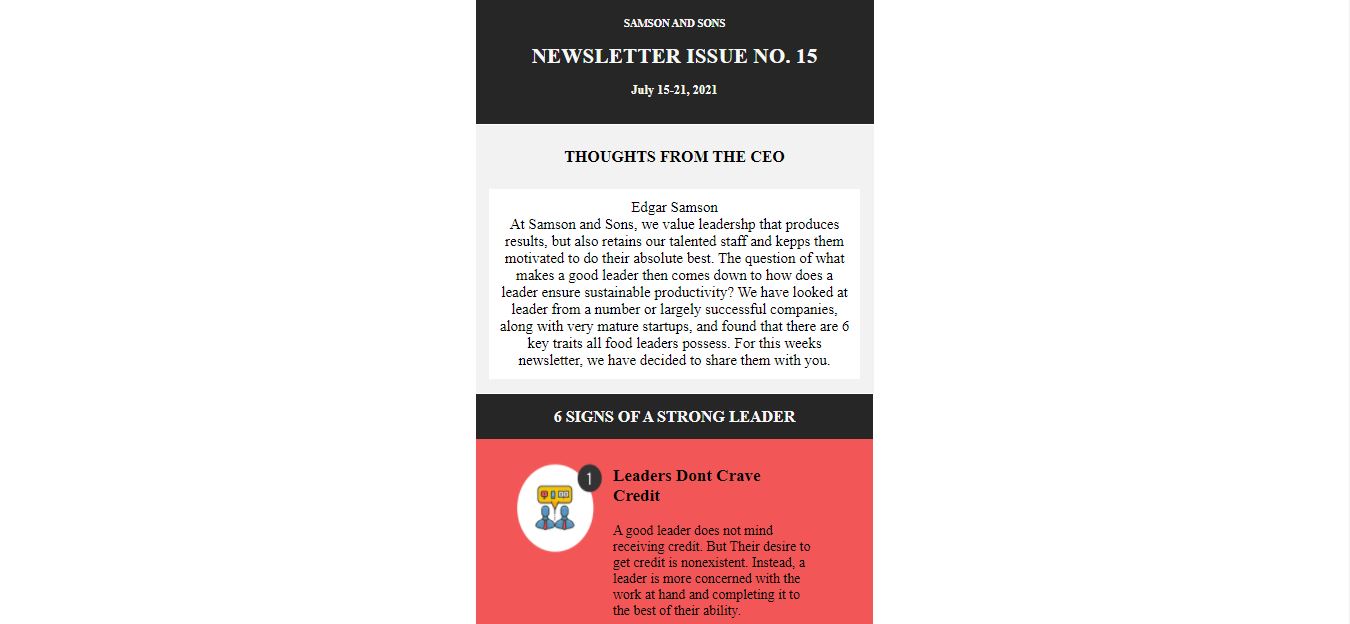 SAMSON AND SONS
NEWSLETTER ISSUE NO. 15
July 15-21, 2021
THOUGHTS FROM THE CEO
Edgar Samson
At Samson and Sons, we value leadershp that produces
results, but also retains our talented staff and kepps them
motivated to do their absolute best. The question of what
makes a good leader then comes down to how does a
leader ensure sustainable productivity? We have looked at
leader from a number or largely successful companies,
along with very mature startups, and found that there are 6
key traits all food leaders possess. For this weeks
newsletter, we have decided to share them with you.
6 SIGNS OF A STRONG LEADER
1
Leaders Dont Crave
Credit
A good leader does not mind
receiving credit. But Their desire to
get credit is nonexistent. Instead, a
leader is more concerned with the
work at hand and completing it to
the best of their ability.